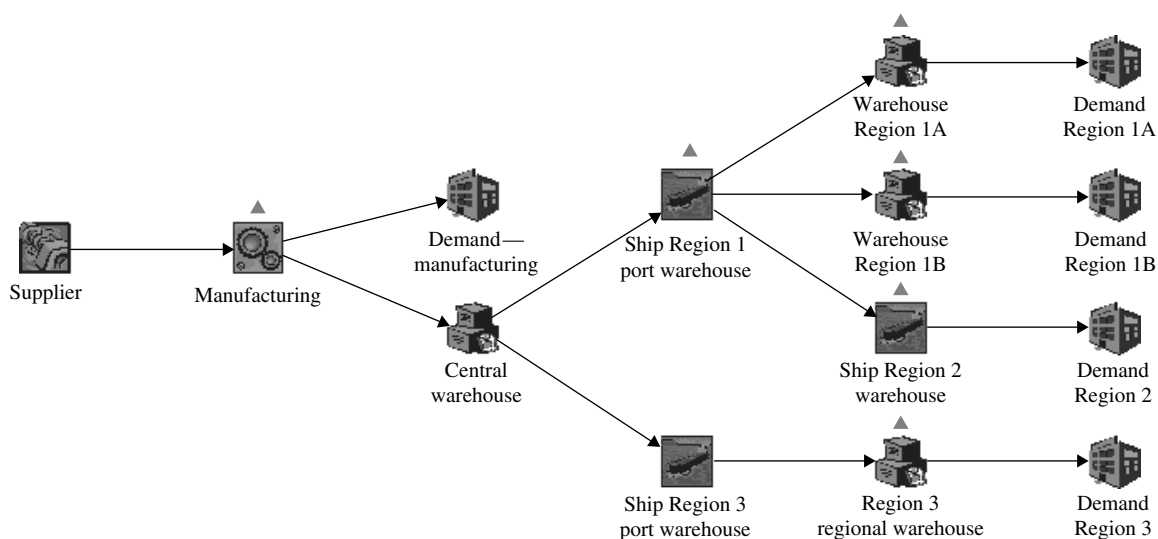 Supplier
Manufacturing
Demand—
manufacturing
Central
warehouse
Ship Region 1
port warehouse
Ship Region 3
port warehouse
Warehouse
Region 1A
Warehouse
Region 1B
Ship Region 2
warehouse
Region 3
regional warehouse
Demand
Region 1A
Demand
Region 1B
Demand
Region 2
Demand
Region 3